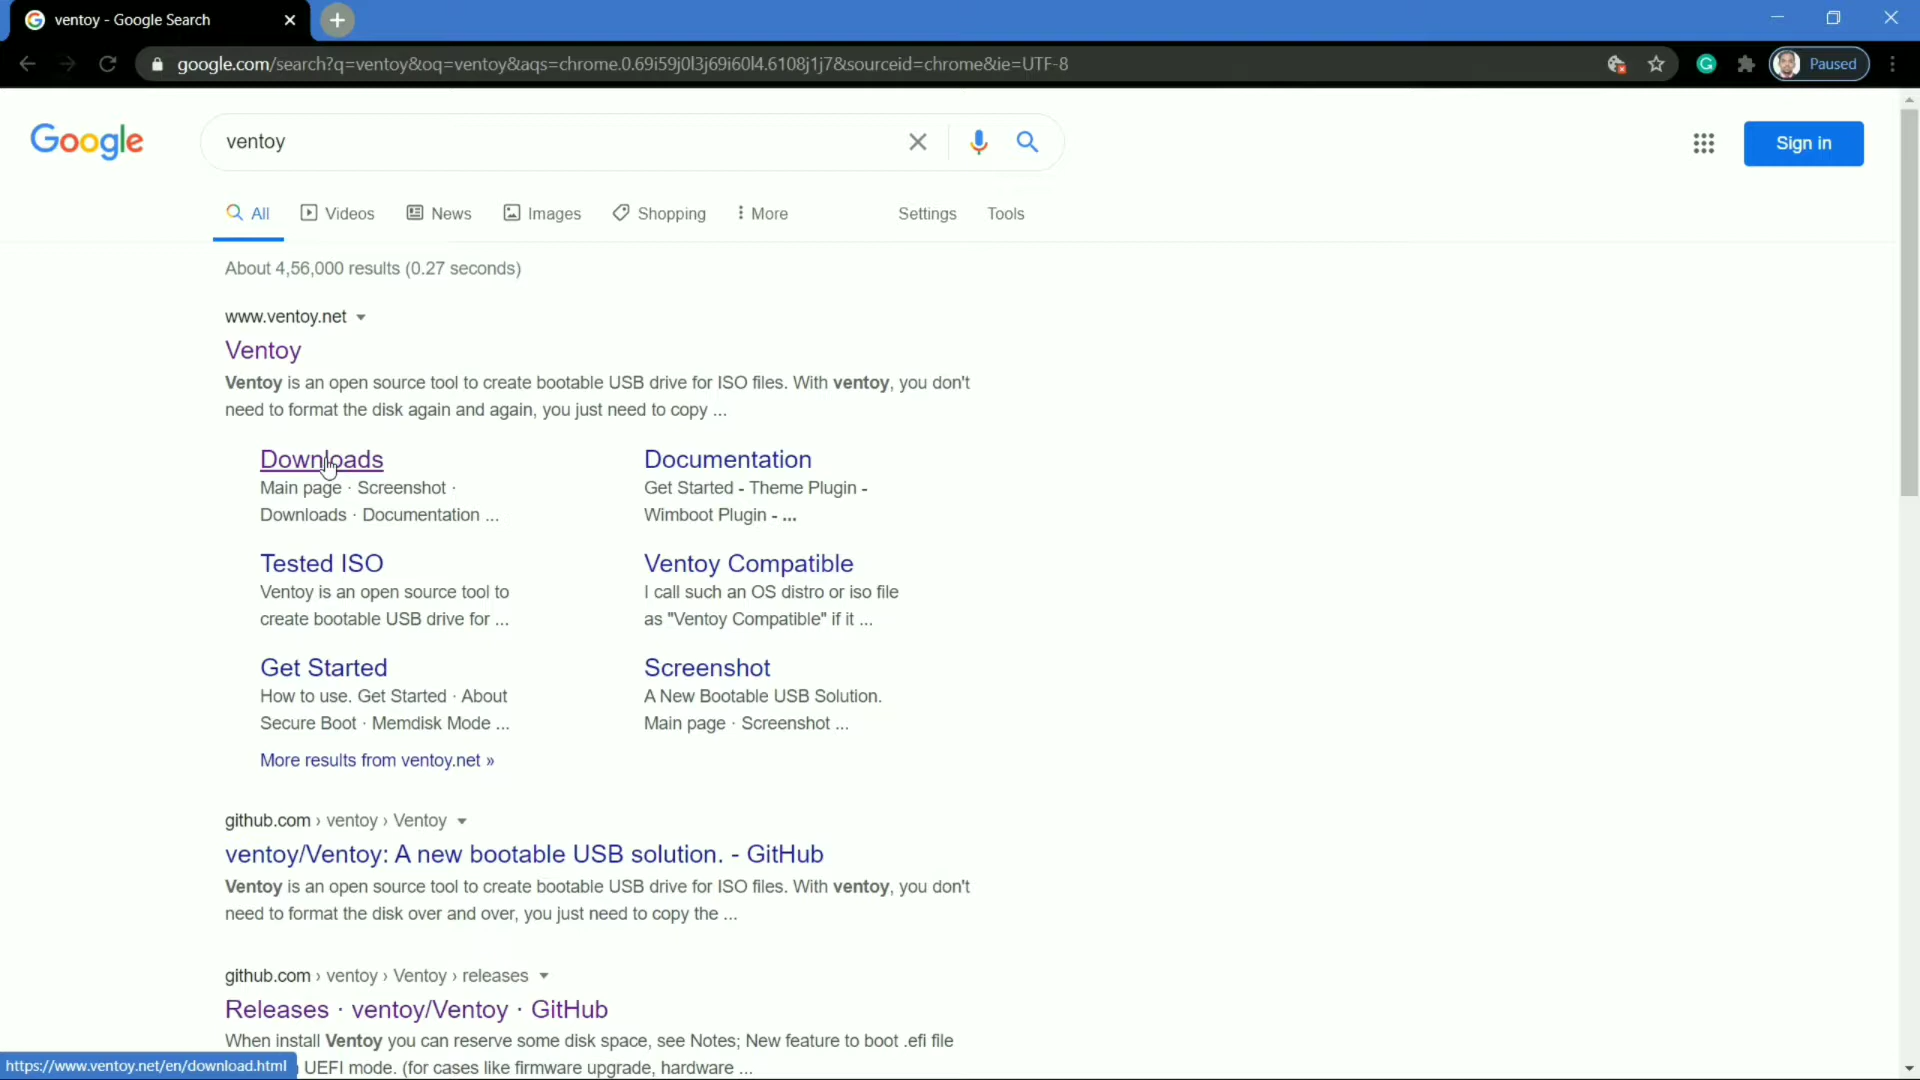 ventoy - Google Search
google.com/search?q=ventoy&oq=ventoy&aqs=chrome.0.69i59j0l3j69i60l4.6108j1j7&sourceid=chrome&ie=UTF-8
Paused
Google
ventoy
Sign in
All
Videos
News
Images
Shopping
More
Settings
Tools
About 4,56,000 results (0.27 seconds)
www.ventoy.net
Ventoy
Ventoy is an open source tool to create bootable USB drive for ISO files. With ventoy, you don't
need to format the disk again and again, you just need to copy ...
Downloads
Main page · Screenshot ·
Downloads · Documentation ...
Documentation
Get Started - Theme Plugin -
Wimboot Plugin - ...
Tested ISO
Ventoy is an open source tool to
create bootable USB drive for ...
Ventoy Compatible
I call such an OS distro or iso file
as "Ventoy Compatible" if it ...
Get Started
How to use. Get Started · About
Secure Boot · Memdisk Mode ...
Screenshot
A New Bootable USB Solution.
Main page · Screenshot ...
More results from ventoy.net »
github.com › ventoy › Ventoy
ventoy/Ventoy: A new bootable USB solution. - GitHub
Ventoy is an open source tool to create bootable USB drive for ISO files. With ventoy, you don't
need to format the disk over and over, you just need to copy the ...
github.com › ventoy › Ventoy › releases
Releases · ventoy/Ventoy · GitHub
When install Ventoy you can reserve some disk space, see Notes; New feature to boot .efi file
UEFI mode. (for cases like firmware upgrade, hardware ...
https://www.ventoy.net/en/download.html